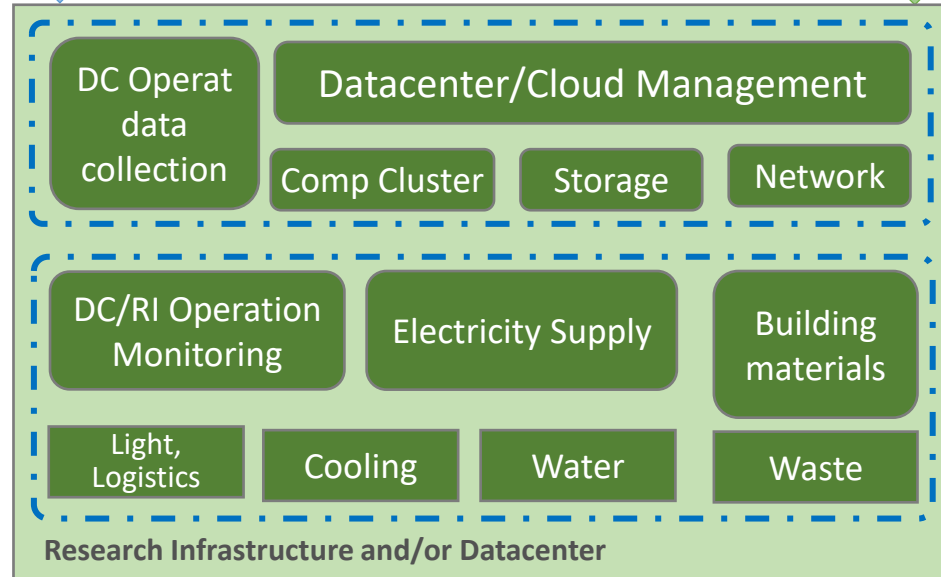 DC Operat
data
collection
Datacenter/Cloud Management
Comp Cluster
Storage
Network
DC/RI Operation
Monitoring
Electricity Supply
Building
materials
Light,
Logistics
Cooling
Water
Waste
Research Infrastructure and/or Datacenter